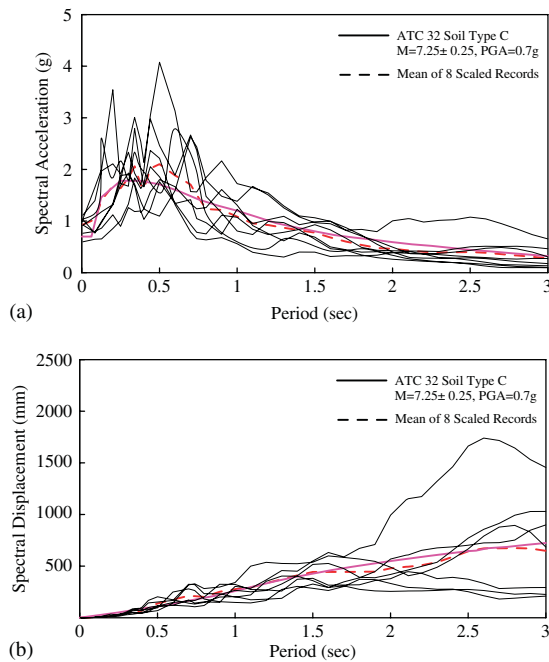 5
ATC 32 Soil Type C
M=7.25± 0.25, PGA=0.7g
4
Mean of 8 Scaled Records
3
Spectral Acceleration (g)
2
1
0
0 0.5 1 1.5 2 2.5 3
(a)
Period (sec)
2500
ATC 32 Soil Type C
M=7.25± 0.25, PGA=0.7g
2000
Mean of 8 Scaled Records
1500
Spectral Displacement (mm)
1000
500
0 0.5 1 1.5 2 2.5 3
(b)
Period (sec)